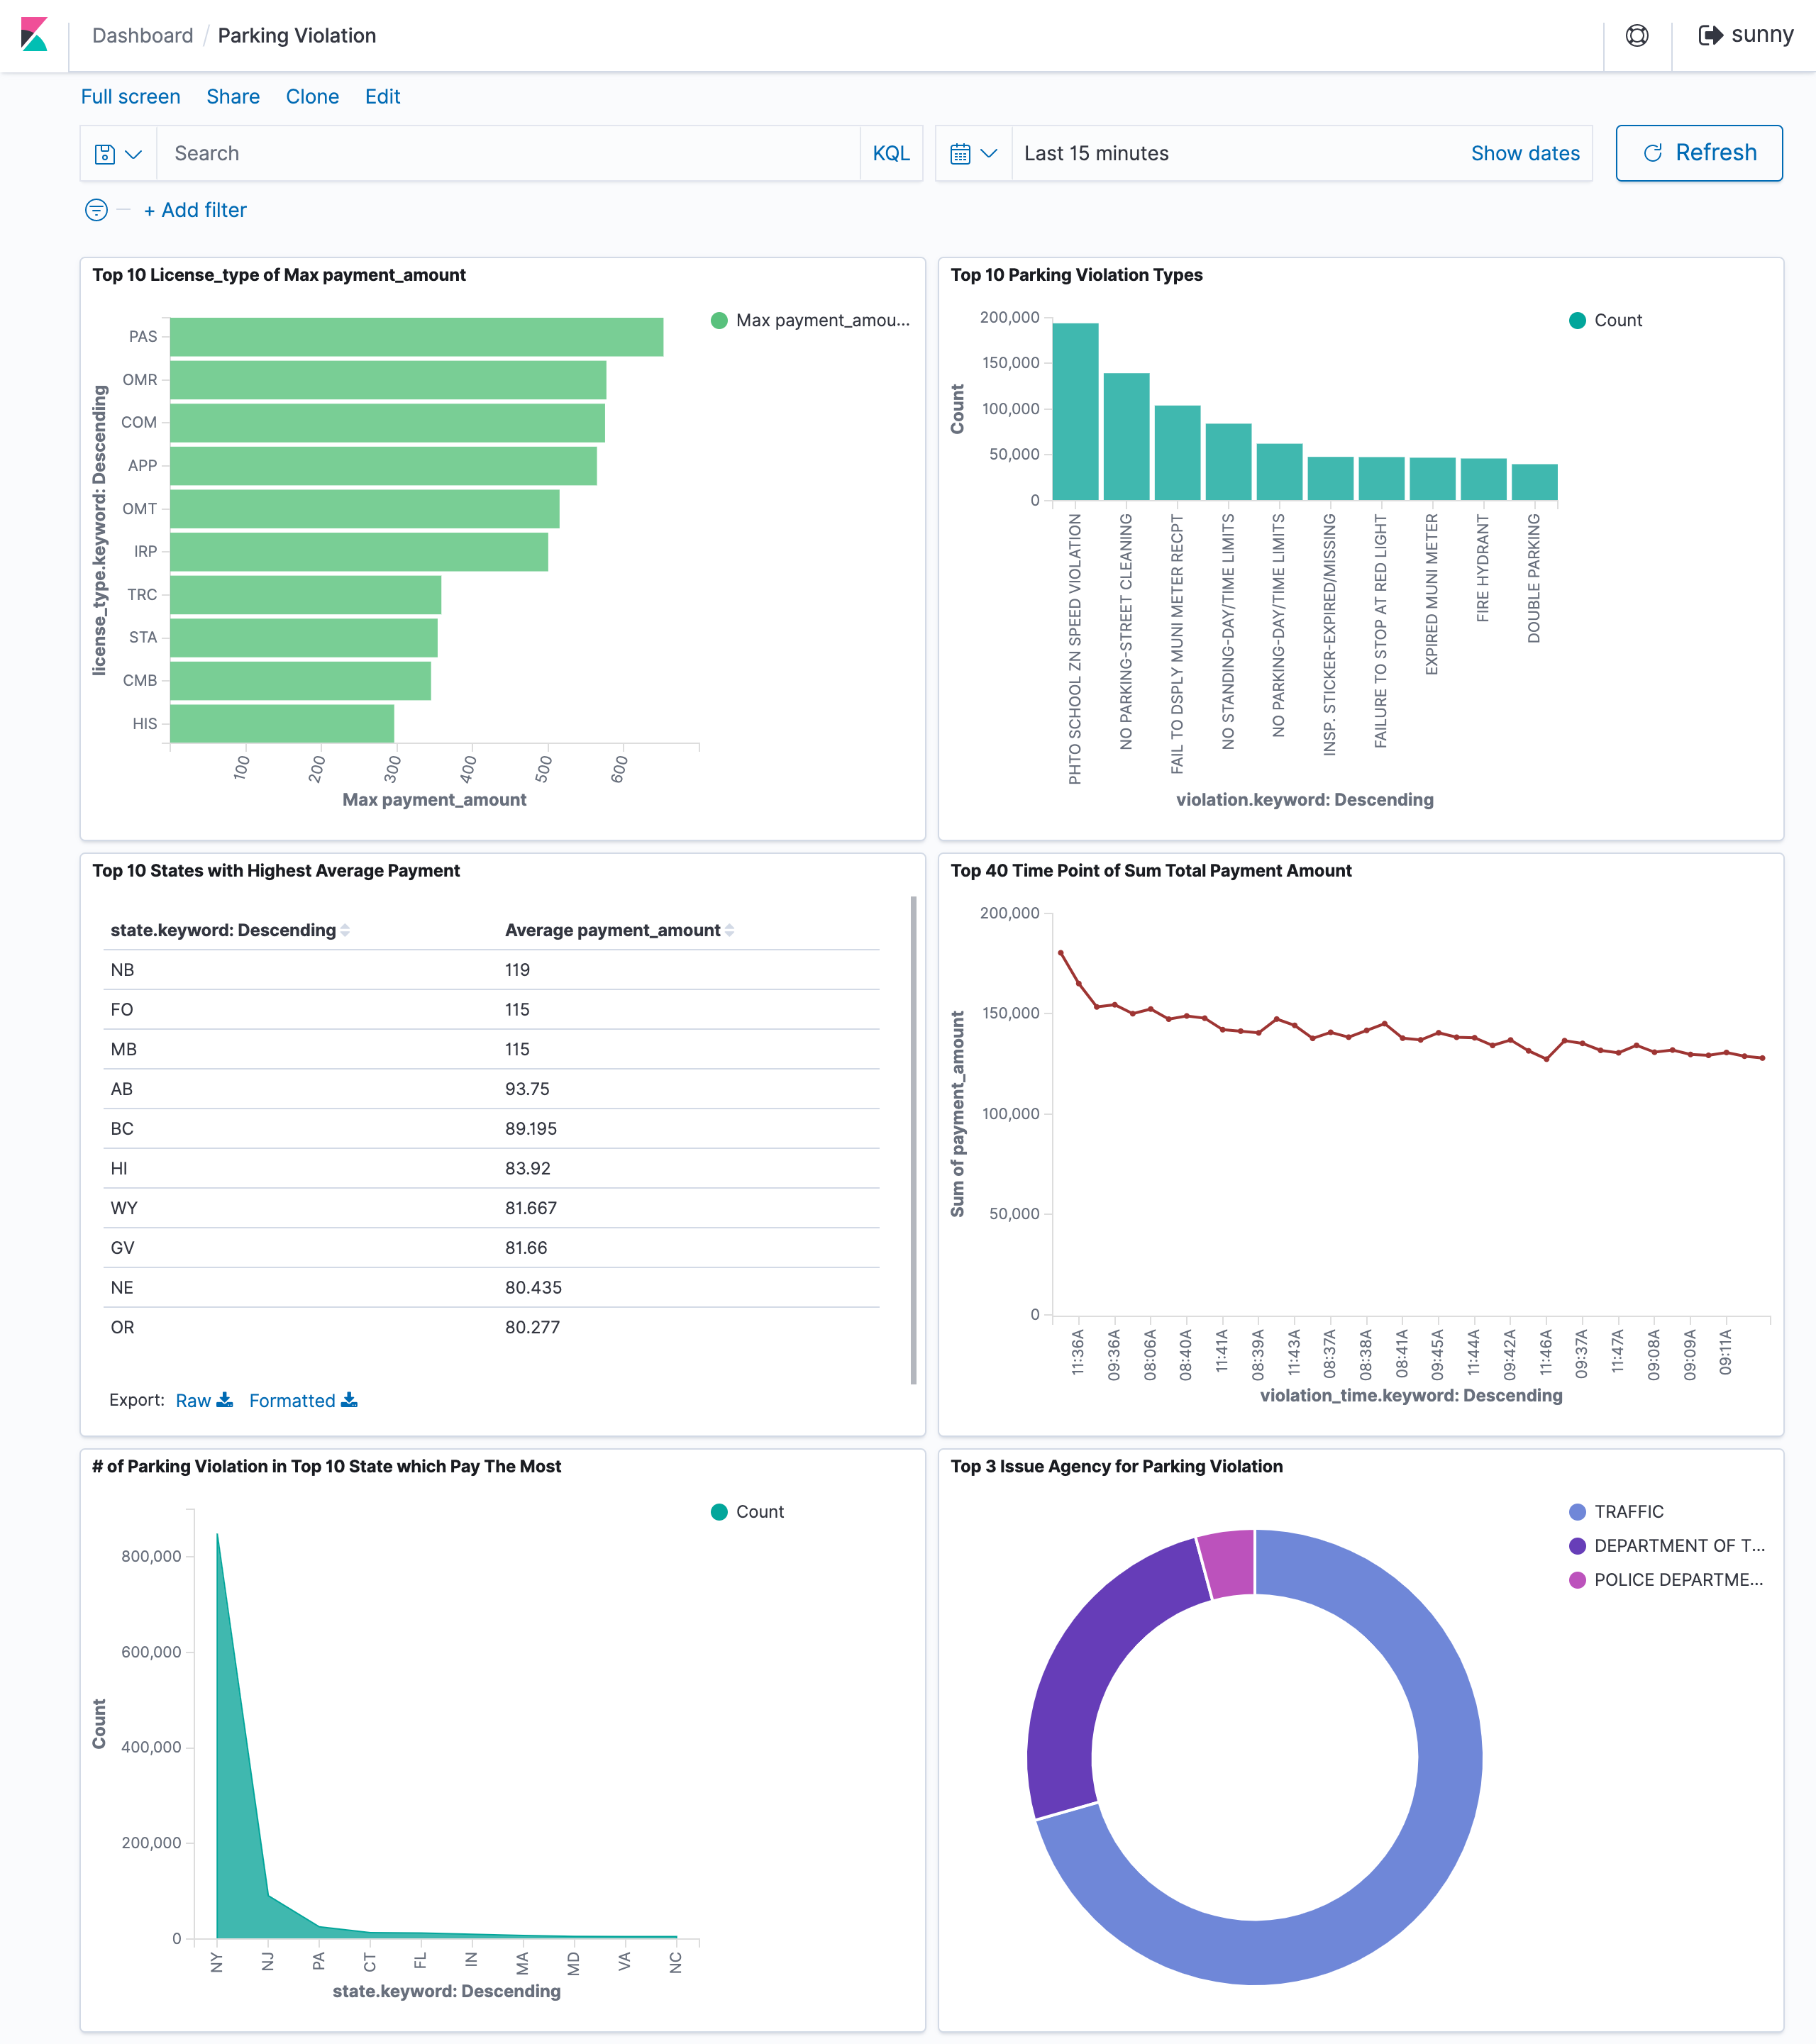 Dashboard / Parking Violation
sunny
Full screen Share Clone Edit
Search KQL
Last 15 minutes Show dates
Refresh
+ Add filter
Top 10 License_type of Max payment_amount
license_type.keyword: Descending
PAS
OMR
COM
APP
OMT
IRP
TRC
STA
CMB
HIS
100 200 300 400 500 600
Max payment_amount
Max payment_amou...
Top 10 Parking Violation Types
Count
200,000
150,000
100,000
50,000
0
PHTO SCHOOL ZN SPEED VIOLATION
NO PARKING-STREET CLEANING
FAIL TO DSPLY MUNI METER RECPT
NO STANDING-DAY/TIME LIMITS
NO PARKING-DAY/TIME LIMITS
INSP. STICKER-EXPIRED/MISSING
FAILURE TO STOP AT RED LIGHT
EXPIRED MUNI METER
FIRE HYDRANT
DOUBLE PARKING
violation.keyword: Descending
Count
Top 10 States with Highest Average Payment
state.keyword: Descending Average payment_amount
NB 119
FO 115
MB 115
AB 93.75
BC 89.195
HI 83.92
WY 81.667
GV 81.66
NE 80.435
OR 80.277
Export: Raw Formatted
Top 40 Time Point of Sum Total Payment Amount
Sum of payment_amount
200,000
150,000
100,000
50,000
0
11:36A
09:36A
08:06A
08:40A
11:41A
08:39A
11:43A
08:37A
08:38A
08:41A
09:45A
11:44A
09:42A
11:46A
09:37A
11:47A
09:08A
09:09A
09:11A
violation_time.keyword: Descending
# of Parking Violation in Top 10 State which Pay The Most
Count
800,000
600,000
400,000
200,000
0
NY NJ PA CT FL IN MA MD VA NC
state.keyword: Descending
Count
Top 3 Issue Agency for Parking Violation
TRAFFIC
DEPARTMENT OF T...
POLICE DEPARTME...